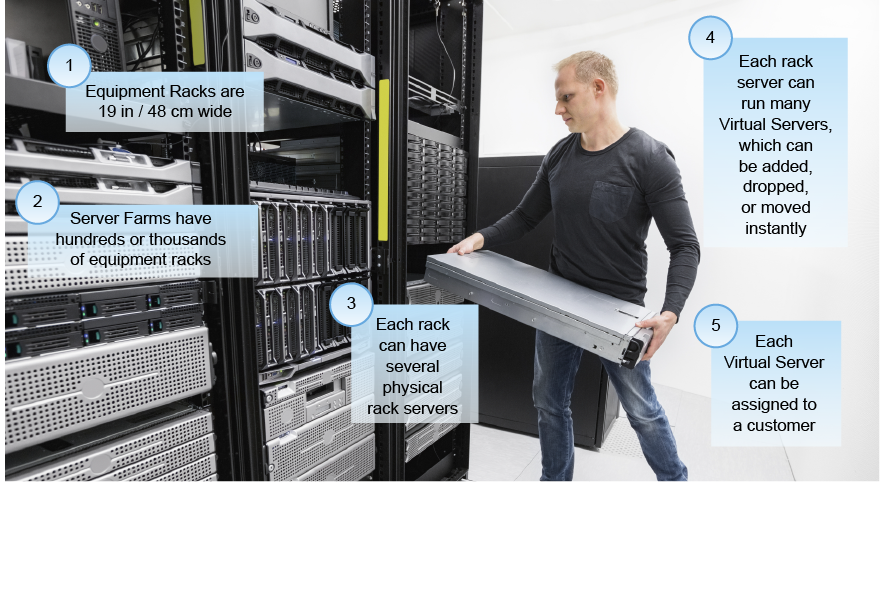 1
Equipment Racks are
19 in / 48 cm wide
2
Server Farms have
hundreds or thousands
of equipment racks
3
Each rack
can have
several
physical
rack servers
4
Each rack
server can
run many
Virtual Servers,
which can
be added,
dropped,
or moved
instantly
5
Each
Virtual Server
can be
assigned to
a customer